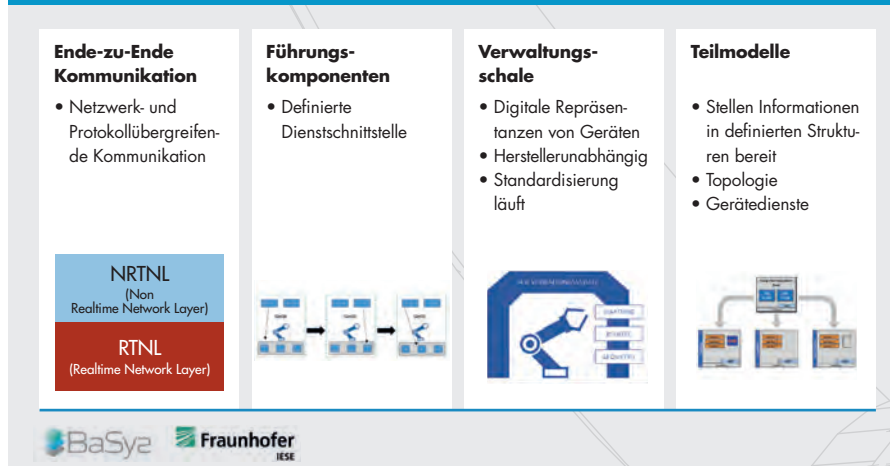 Ende-zu-Ende
Kommunikation
• Netzwerk- und
Protokollübergreifen-
de Kommunikation
NRTNL
(Non
Realtime Network Layer)
RTNL
(Realtime Network Layer)
Führungs-
komponenten
• Definierte
Dienstschnittstelle
Verwaltungs-
schale
• Digitale Repräsen-
tanzen von Geräten
• Herstellerunabhängig
• Standardisierung
läuft
Teilmodelle
• Stellen Informationen
in definierten Struktu-
ren bereit
• Topologie
• Gerätedienste
BaSys
Fraunhofer
IESE